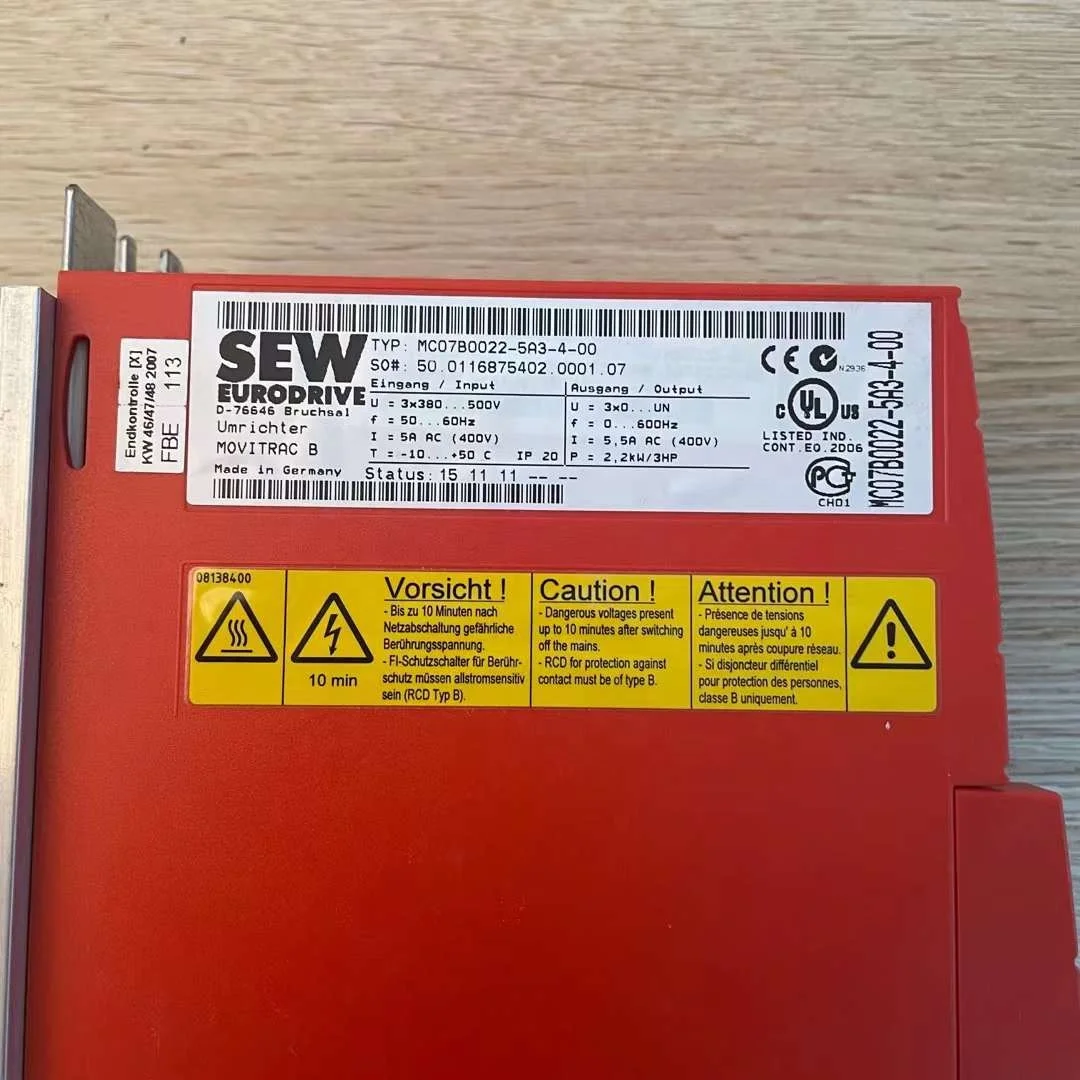 Endkontrolle [X]
KW 46/47/48 2007
FBE 113
SEW
EURODRIVE
D-76646 Bruchsal
Umrichter
MOVITRAC B
Made in Germany
TYP: MC07B0022-5A3-4-00
SO#: 50.0116875402.0001.07
Eingang / Input
U = 3x380...500V
f = 50...60Hz
I = 5A AC (400V)
T = -10...+50 C IP 20
Ausgang / Output
U = 3x0...UN
f = 0...600Hz
I = 5,5A AC (400V)
P = 2,2kW/3HP
Status: 15 11 11 -- --
CE
N2936
C UL US
LISTED IND.
CONT.EQ.2D06
CH01
MC07B0022-5A3-4-00
08138400
10 min
Vorsicht !
- Bis zu 10 Minuten nach
Netzabschaltung gefährliche
Berührungsspannung.
- FI-Schutzschalter für Berühr-
schutz müssen allstromsensitiv
sein (RCD Typ B).
Caution !
- Dangerous voltages present
up to 10 minutes after switching
off the mains.
- RCD for protection against
contact must be of type B.
Attention !
- Présence de tensions
dangereuses jusqu' à 10
minutes après coupure réseau.
- Si disjoncteur différentiel
pour protection des personnes,
classe B uniquement.